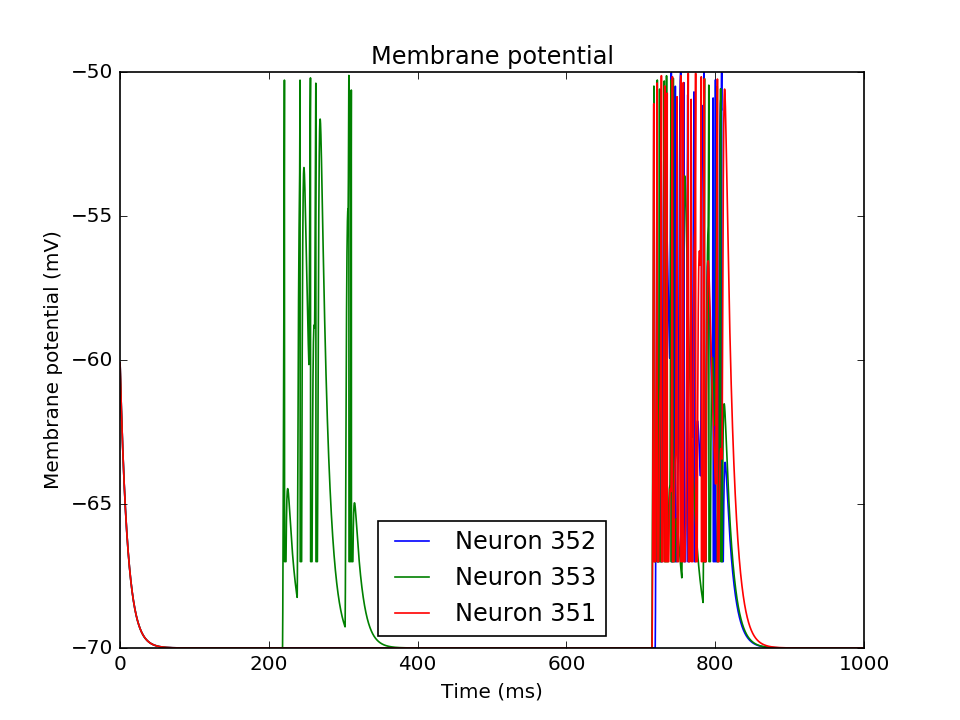 Membrane potential
−50
−55
−60
−65
−70
Membrane potential (mV)
Neuron 352
Neuron 353
Neuron 351
0
200
400
600
800
1000
Time (ms)